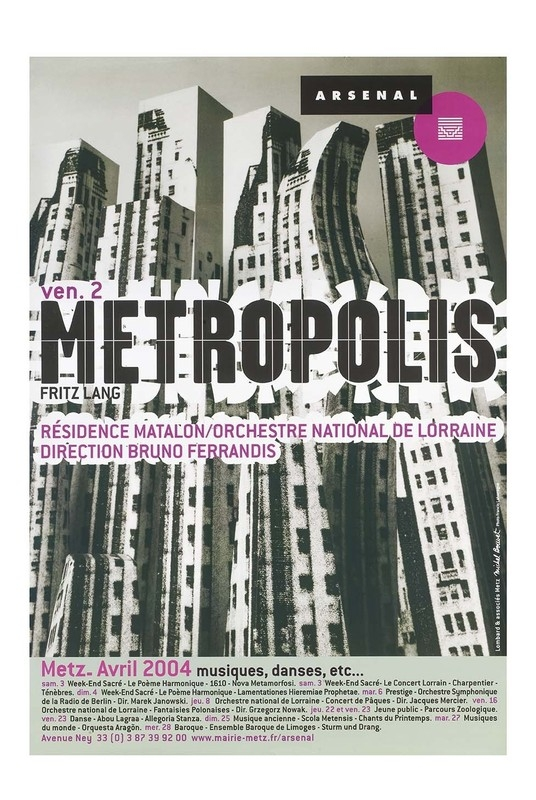 ARSENAL
ven. 2
METROPOLIS
FRITZ LANG
RÉSIDENCE MATALON/ORCHESTRE NATIONAL DE LORRAINE
DIRECTION BRUNO FERRANDIS
Lombard & associés Metz Michel Bouvet
Metz_ Avril 2004 musiques, danses, etc...
sam. 3 Week-End Sacré - Le Poème Harmonique - 1610 - Nova Metamorfosi. sam. 3 Week-End Sacré- Le Concert Lorrain - Charpentier -
Ténèbres. dim. 4 Week-End Sacré - Le Poème Harmonique - Lamentationes Hieremiae Prophetae. mar. 6 Prestige - Orchestre Symphonique
de la Radio de Berlin - Dir. Marek Janowski. jeu. 8 Orchestre national de Lorraine - Concert de Pâques - Dir. Jacques Mercier. ven. 16
Orchestre national de Lorraine - Fantaisies Polonaises - Dir. Grzegorz Nowak. jeu. 22 et ven. 23 Jeune public - Parcours Zoologique.
ven. 23 Danse - Abou Lagraa - Allegoria Stanza. dim. 25 Musique ancienne - Scola Metensis - Chants du Printemps. mar. 27 Musiques
du monde - Orquesta Aragôn. mer. 28 Baroque - Ensemble Baroque de Limoges - Sturm und Drang.
Avenue Ney 33 (0) 3 87 39 92 00 www.mairie-metz.fr/arsenal